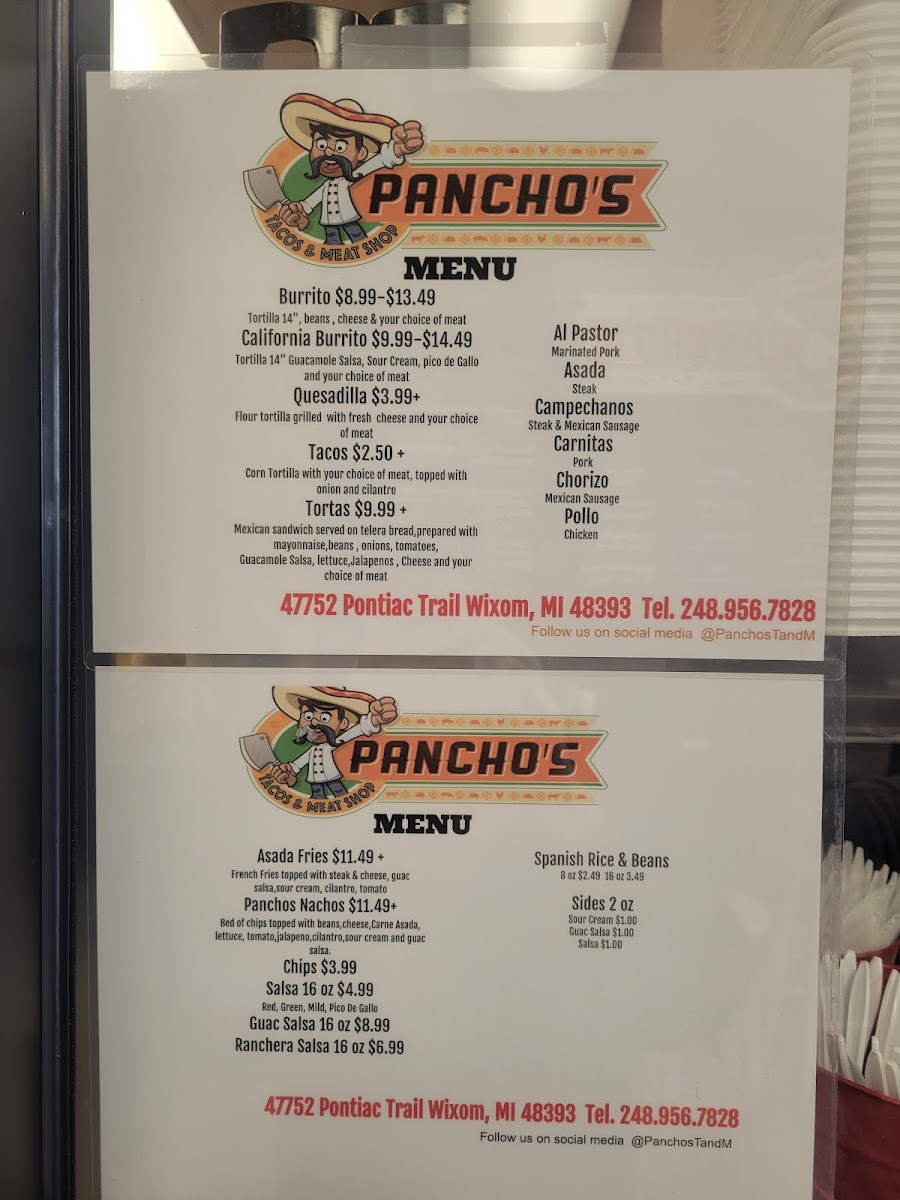 PANCHO'S
TACOS & MEAT SHOP
MENU
Burrito $8.99-$13.49
Tortilla 14", beans , cheese & your choice of meat
California Burrito $9.99-$14.49
Tortilla 14" Guacamole Salsa, Sour Cream, pico de Gallo
and your choice of meat
Quesadilla $3.99+
Flour tortilla grilled with fresh cheese and your choice
of meat
Tacos $2.50 +
Corn Tortilla with your choice of meat, topped with
onion and cilantro
Tortas $9.99 +
Mexican sandwich served on telera bread,prepared with
mayonnaise,beans , onions, tomatoes,
Guacamole Salsa, lettuce,Jalapenos , Cheese and your
choice of meat
Al Pastor
Marinated Pork
Asada
Steak
Campechanos
Steak & Mexican Sausage
Carnitas
Pork
Chorizo
Mexican Sausage
Pollo
Chicken
47752 Pontiac Trail Wixom, MI 48393 Tel. 248.956.7828
Follow us on social media @PanchosTandM
PANCHO'S
TACOS & MEAT SHOP
MENU
Asada Fries $11.49 +
French Fries topped with steak & cheese, guac
salsa,sour cream, cilantro, tomato
Panchos Nachos $11.49+
Bed of chips topped with beans,cheese,Carne Asada,
lettuce, tomato,jalapeno,cilantro,sour cream and guac
salsa.
Chips $3.99
Salsa 16 oz $4.99
Red, Green, Mild, Pico De Gallo
Guac Salsa 16 oz $8.99
Ranchera Salsa 16 oz $6.99
Spanish Rice & Beans
8 oz $2.49 16 oz 3.49
Sides 2 oz
Sour Cream $1.00
Guac Salsa $1.00
Salsa $1.00
47752 Pontiac Trail Wixom, MI 48393 Tel. 248.956.7828
Follow us on social media @PanchosTandM